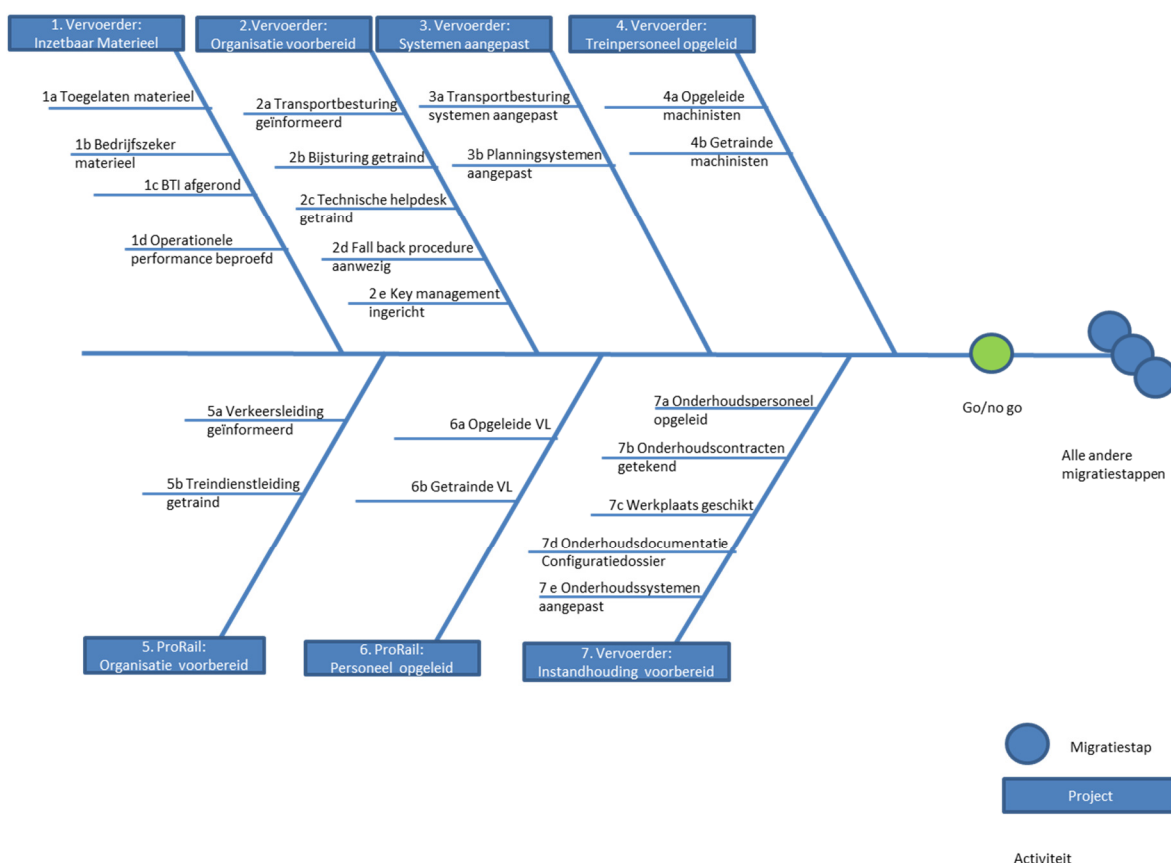 1. Vervoerder:
Inzetbaar Materieel
2.Vervoerder:
Organisatie voorbereid
3. Vervoerder:
Systemen aangepast
4. Vervoerder:
Treinpersoneel opgeleid
1a Toegelaten materieel
1b Bedrijfszeker
materieel
1c BTI afgerond
1d Operationele
performance beproefd
2a Transportbesturing
geïnformeerd
2b Bijsturing getraind
2c Technische helpdesk
getraind
2d Fall back procedure
aanwezig
2 e Key management
ingericht
3a Transportbesturing
systemen aangepast
3b Planningsystemen
aangepast
4a Opgeleide
machinisten
4b Getrainde
machinisten
Go/no go
Alle andere
migratiestappen
5a Verkeersleiding
geïnformeerd
5b Treindienstleiding
getraind
6a Opgeleide VL
6b Getrainde VL
7a Onderhoudspersoneel
opgeleid
7b Onderhoudscontracten
getekend
7c Werkplaats geschikt
7d Onderhoudsdocumentatie
Configuratiedossier
7 e Onderhoudssystemen
aangepast
5. ProRail:
Organisatie voorbereid
6. ProRail:
Personeel opgeleid
7. Vervoerder:
Instandhouding voorbereid
Migratiestap
Project
Activiteit